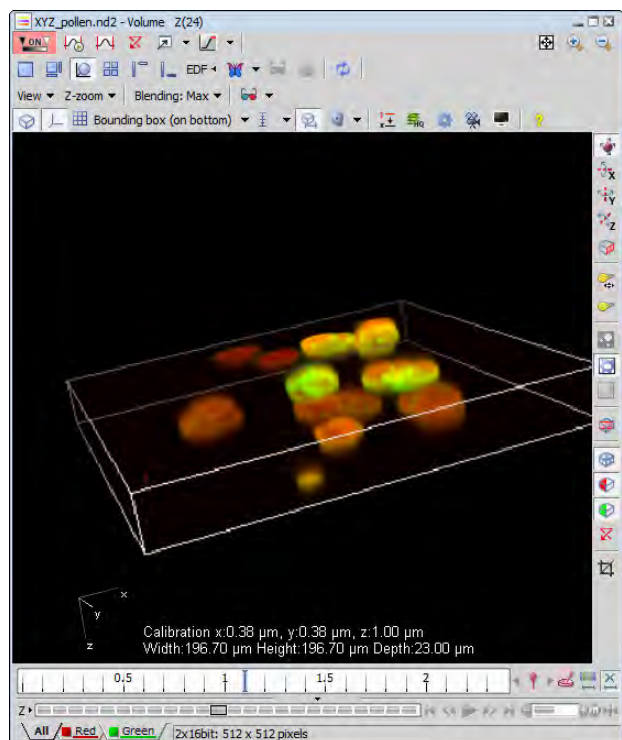 XYZ_pollen.nd2 - Volume Z(24)
ON
EDF
View Z-zoom Blending: Max
Bounding box (on bottom) HQ
X
Y
Z
x
y
z
Calibration x:0.38 µm, y:0.38 µm, z:1.00 µm
Width:196.70 µm Height:196.70 µm Depth:23.00 µm
0.5 1 1.5 2
Z
All Red Green 2x16bit: 512 x 512 pixels